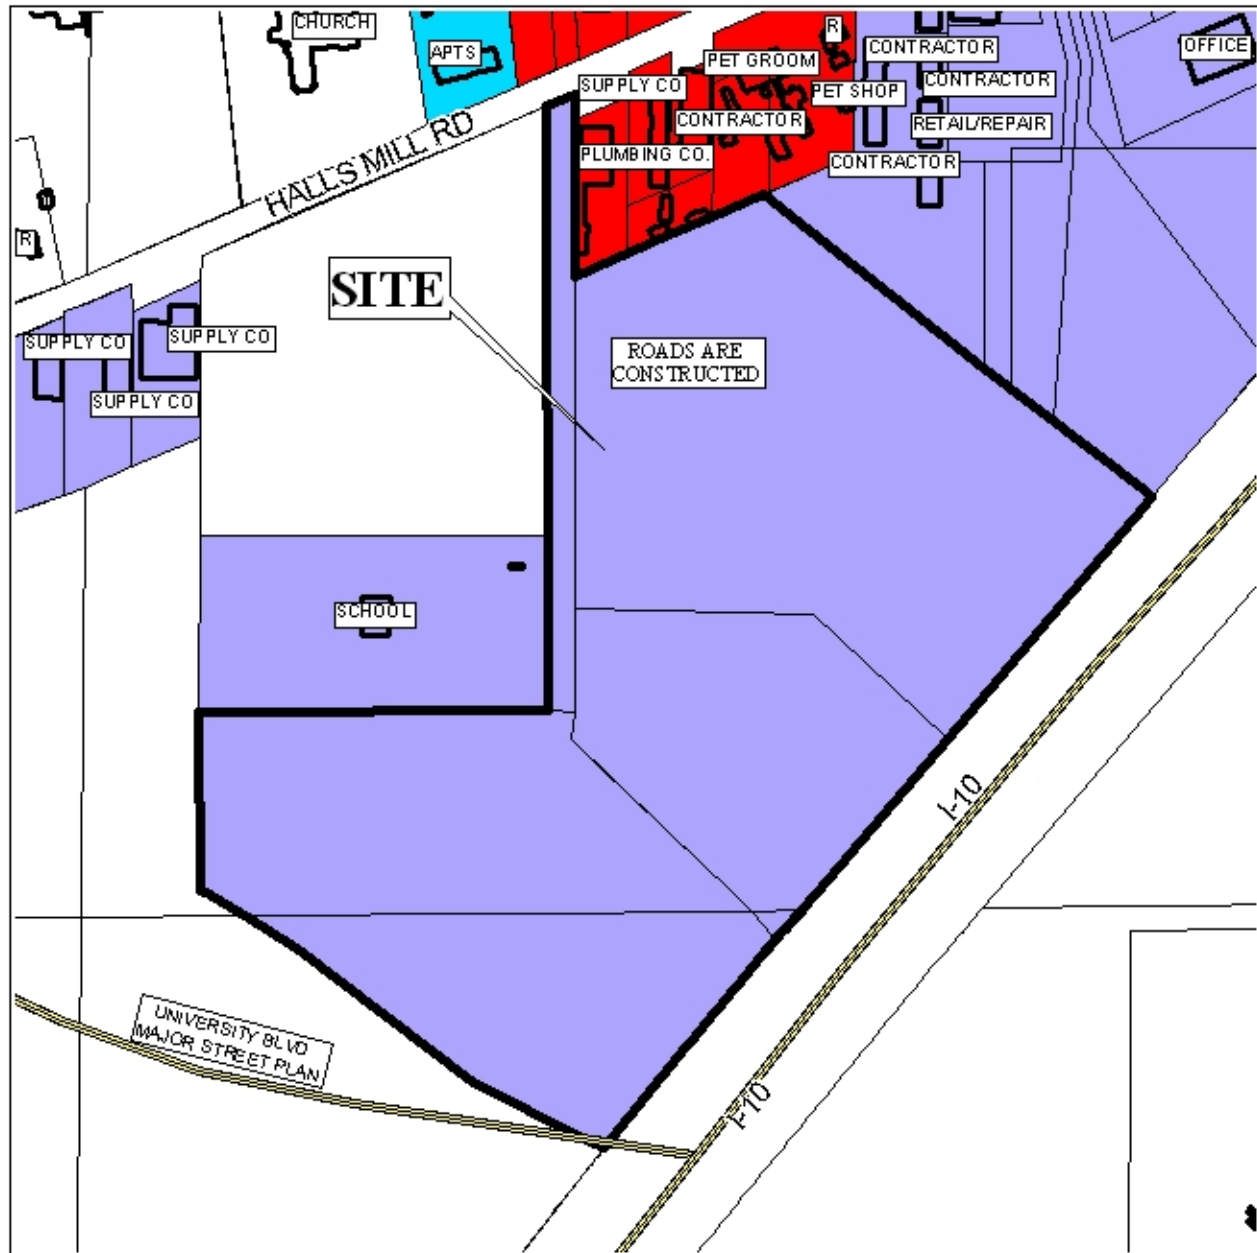 CHURCH
APTS
HALLS MILL RD
SUPPLY CO
PET GROOM
R
CONTRACTOR
OFFICE
PET SHOP
CONTRACTOR
CONTRACTOR
RETAIL/REPAIR
PLUMBING CO.
CONTRACTOR
R
SITE
SUPPLY CO
SUPPLY CO
SUPPLY CO
ROADS ARE
CONSTRUCTED
SCHOOL
I-10
UNIVERSITY BLVD
MAJOR STREET PLAN
I-10